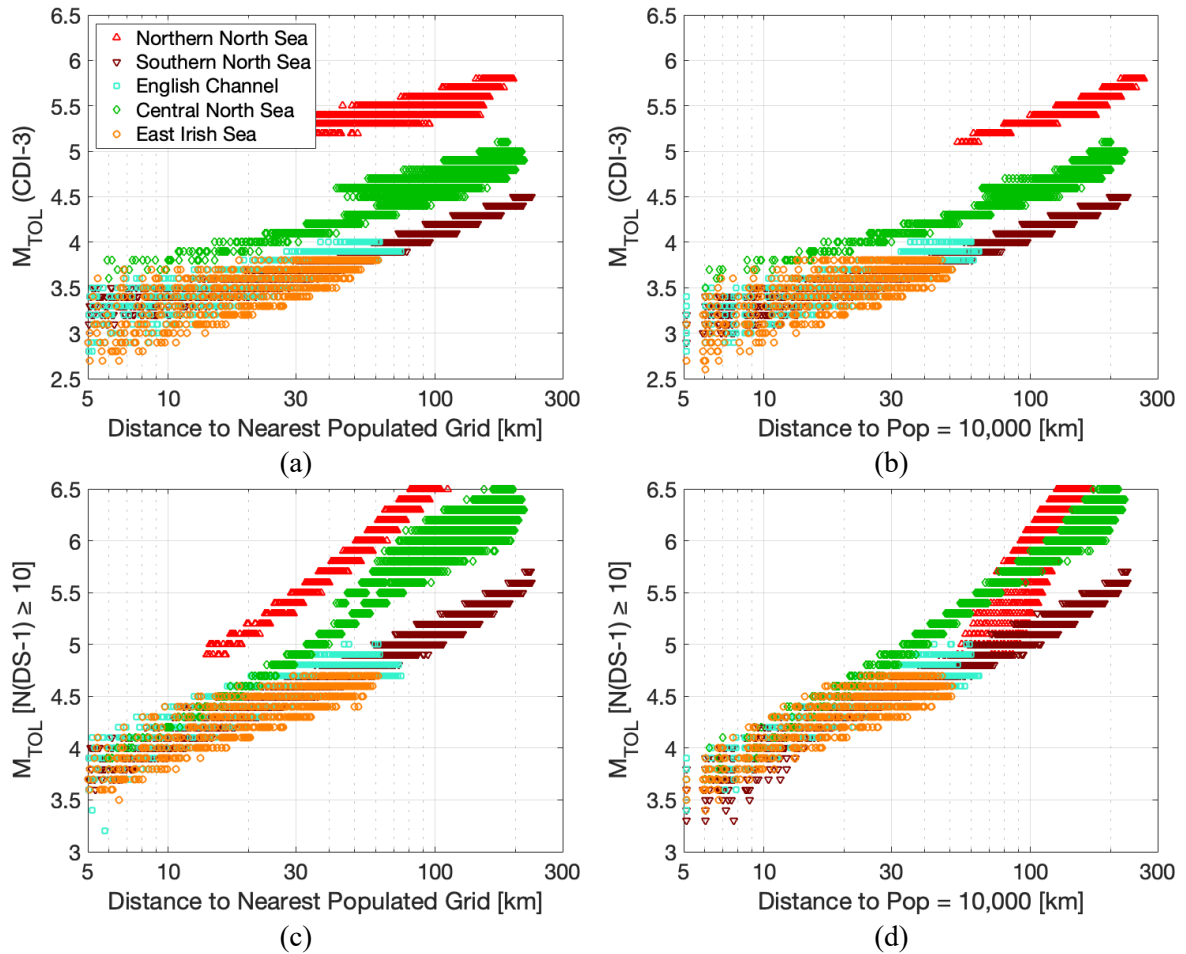 6.5
6
5.5
5
4.5
4
3.5
3
2.5
M_TOL (CDI-3)
Northern North Sea
Southern North Sea
English Channel
Central North Sea
East Irish Sea
5 10 30 100 300
Distance to Nearest Populated Grid [km]
(a)
6.5
6
5.5
5
4.5
4
3.5
3
2.5
M_TOL (CDI-3)
5 10 30 100 300
Distance to Pop = 10,000 [km]
(b)
6.5
6
5.5
5
4.5
4
3.5
3
M_TOL [N(DS-1) ≥ 10]
5 10 30 100 300
Distance to Nearest Populated Grid [km]
(c)
6.5
6
5.5
5
4.5
4
3.5
3
M_TOL [N(DS-1) ≥ 10]
5 10 30 100 300
Distance to Pop = 10,000 [km]
(d)